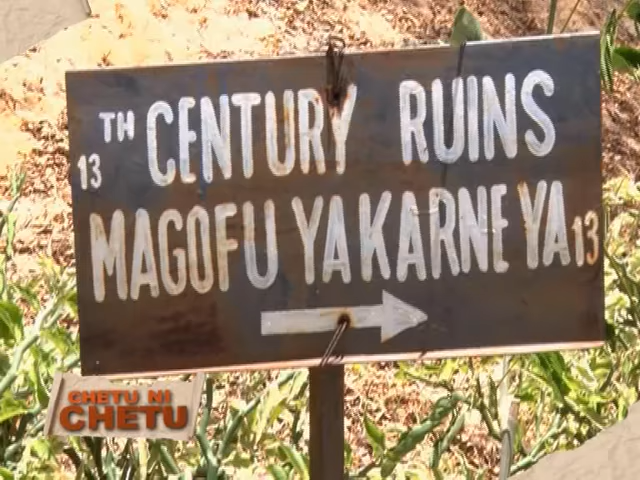 13TH CENTURY RUINS
MAGOFU YA KARNE YA 13
CHETU NI
CHETU